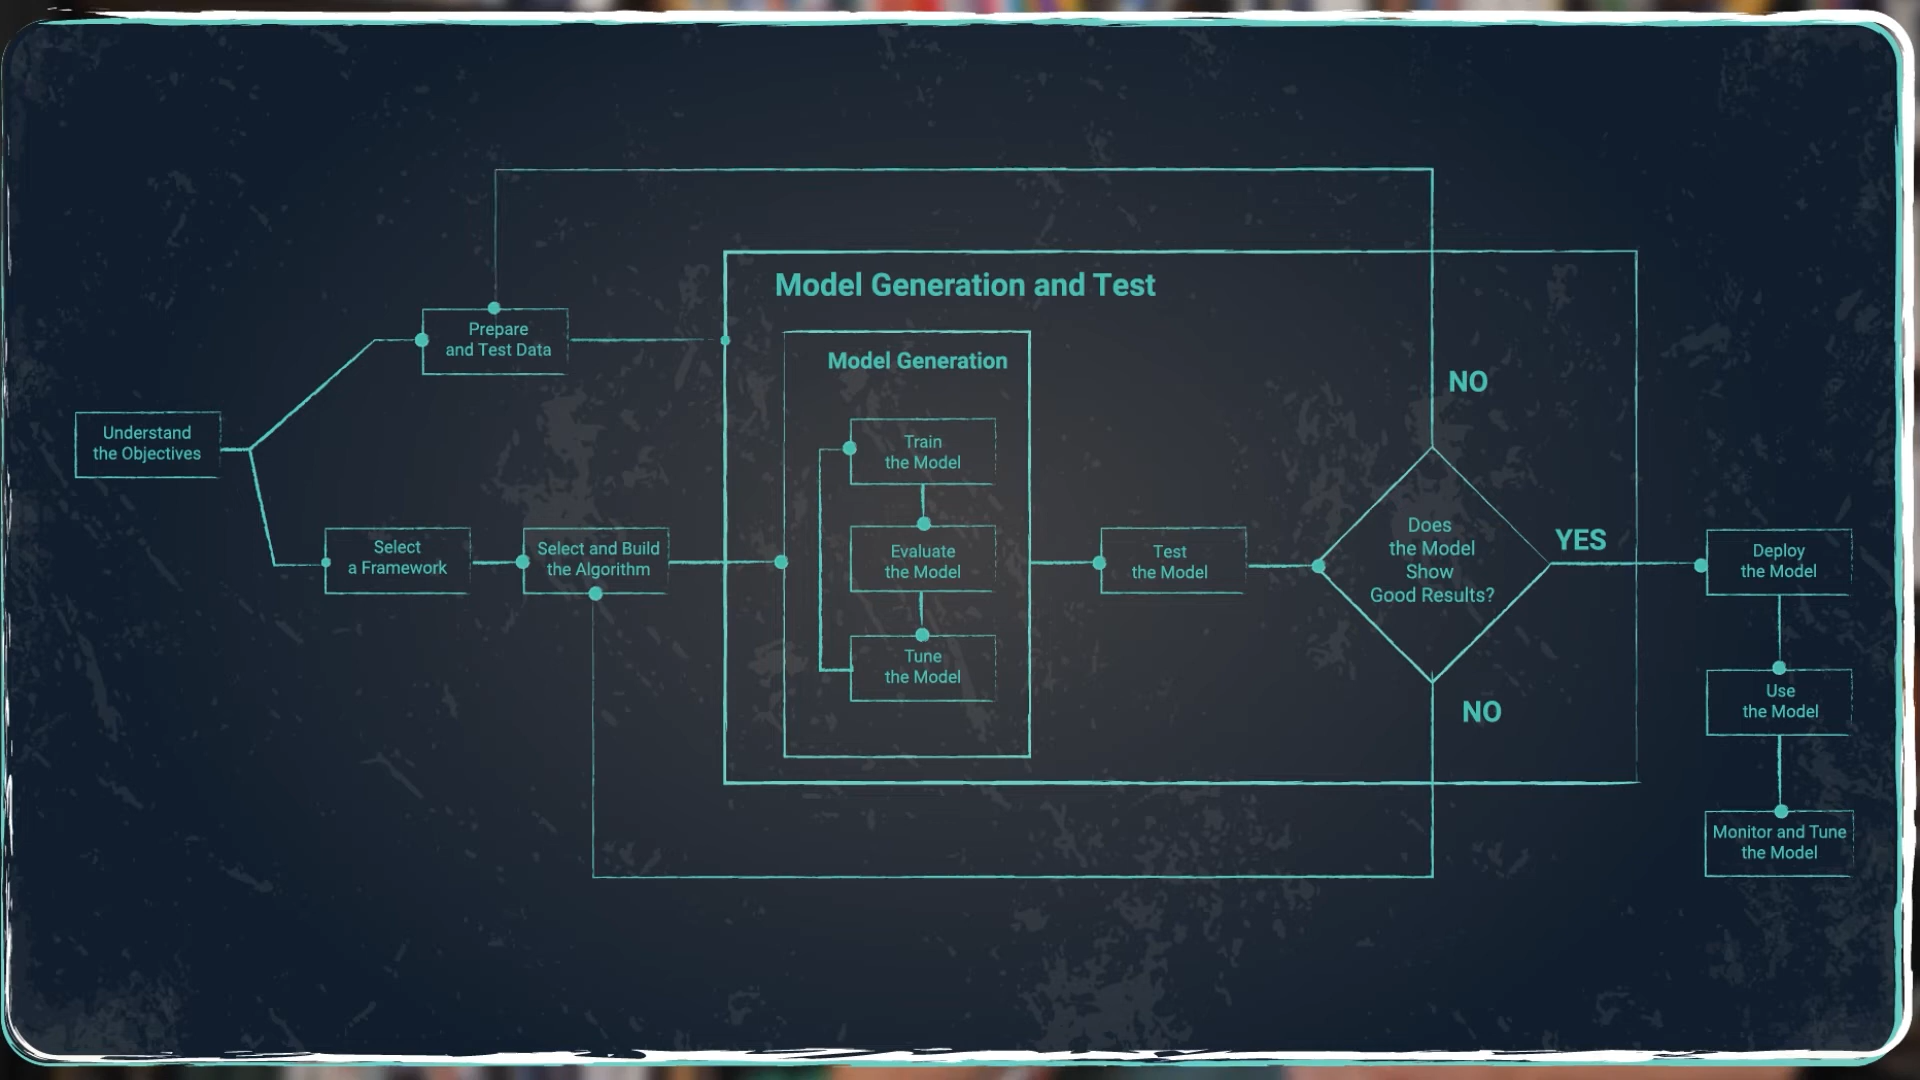 Model Generation and Test
Prepare
and Test Data
Model Generation
NO
Understand
the Objectives
Train
the Model
Select
a Framework
Select and Build
the Algorithm
Evaluate
the Model
Tune
the Model
Test
the Model
Does
the Model
Show
Good Results?
YES
NO
Deploy
the Model
Use
the Model
Monitor and Tune
the Model